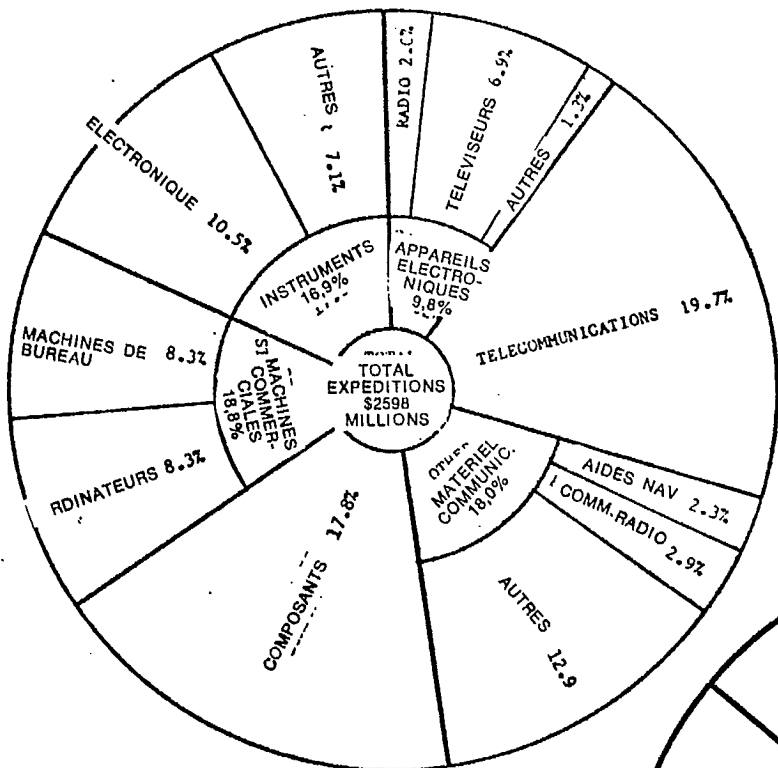 RADIO
TELEVISEURS 6.9%
AUTRES 1.3%
APPAREILS
ELECTRO-
NIQUES
9,8%
TELECOMMUNICATIONS 19.7%
AIDES NAV 2.3%
COMM.RADIO 2.9%
AUTRES 12.9
MATERIEL
COMMUNIC.
18,0%
COMPOSANTS 17.8%
RDINATEURS 8.3%
MACHINES DE 8.3%
BUREAU
MACHINES
COMMER-
CIALES
18,8%
ELECTRONIQUE 10.5%
AUTRES 7.1%
INSTRUMENTS
16,9%
TOTAL
EXPEDITIONS
$2598
MILLIONS